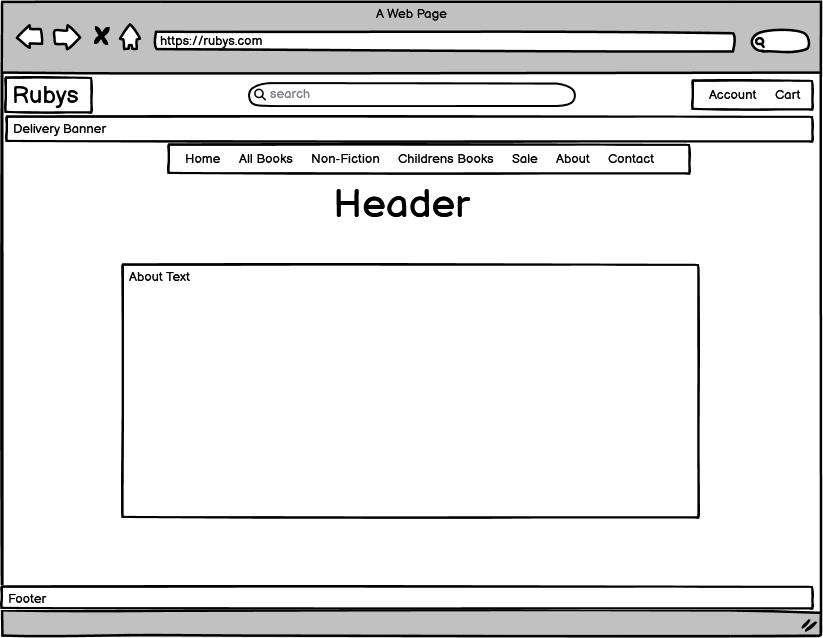 A Web Page
https://rubys.com
Rubys
search
Account Cart
Delivery Banner
Home All Books Non-Fiction Childrens Books Sale About Contact
Header
About Text
Footer